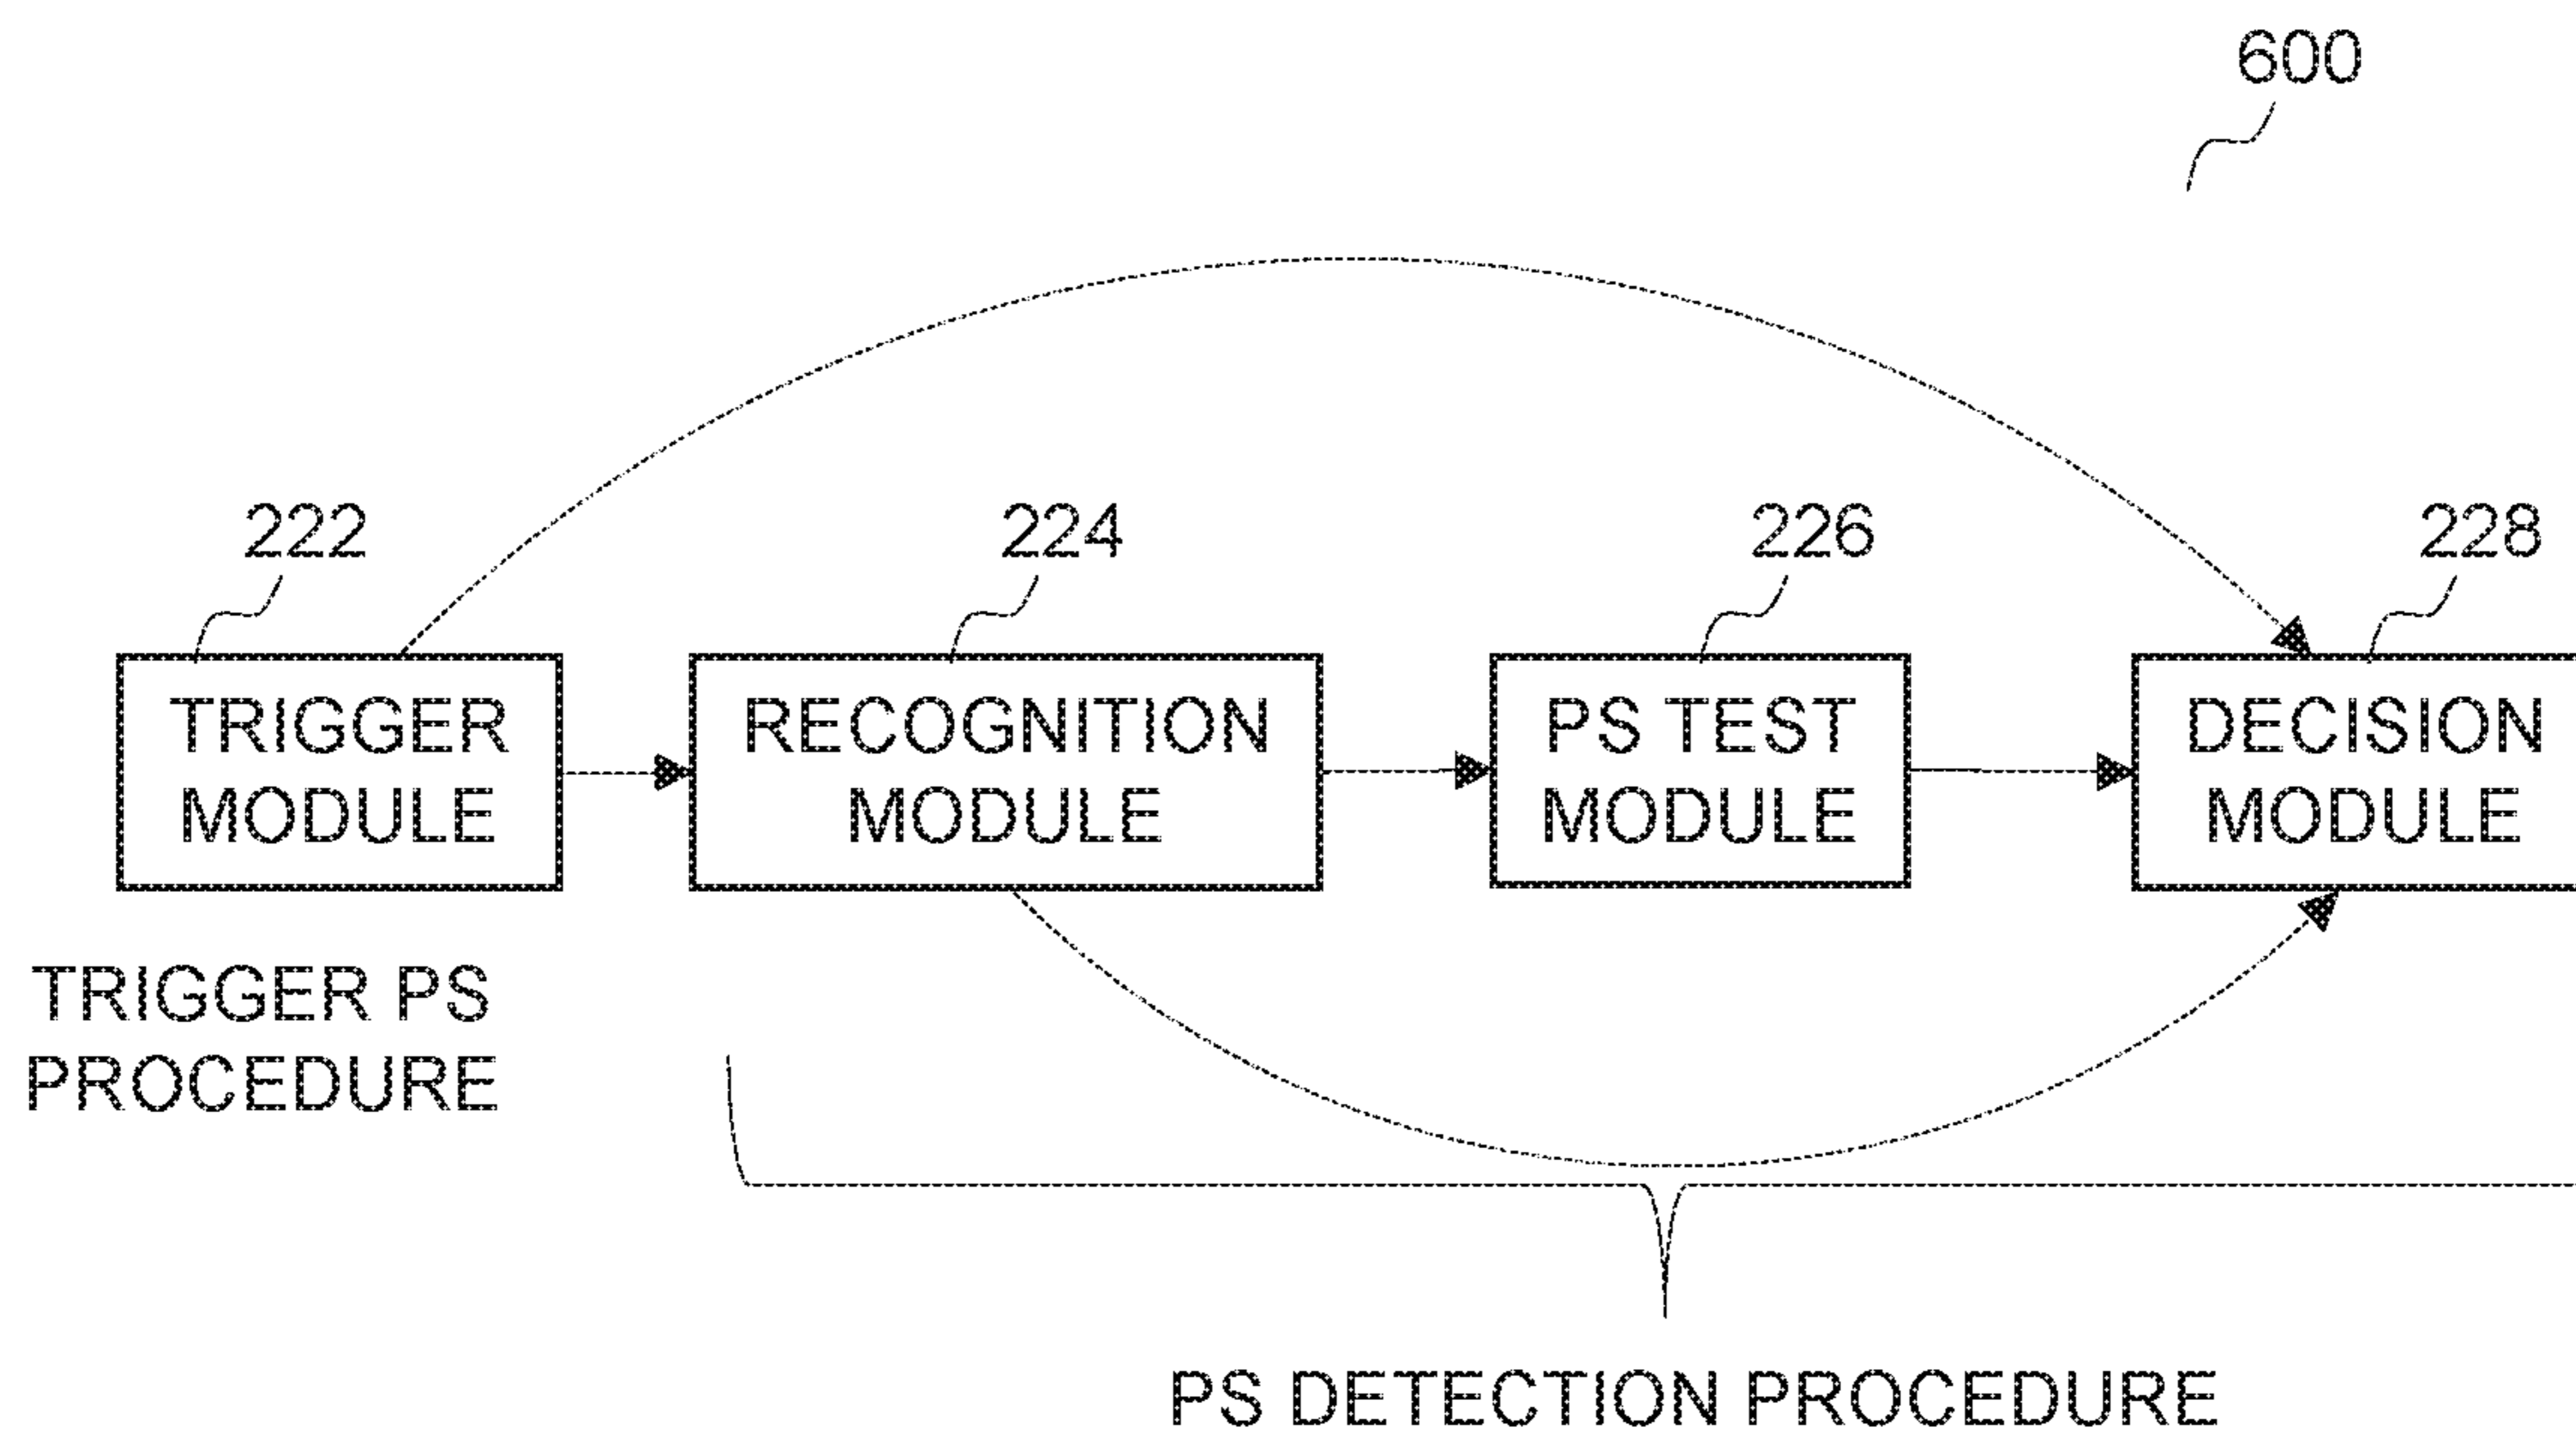 600
222
224
226
228
TRIGGER
MODULE
RECOGNITION
MODULE
PS TEST
MODULE
DECISION
MODULE
TRIGGER PS
PROCEDURE
PS DETECTION PROCEDURE